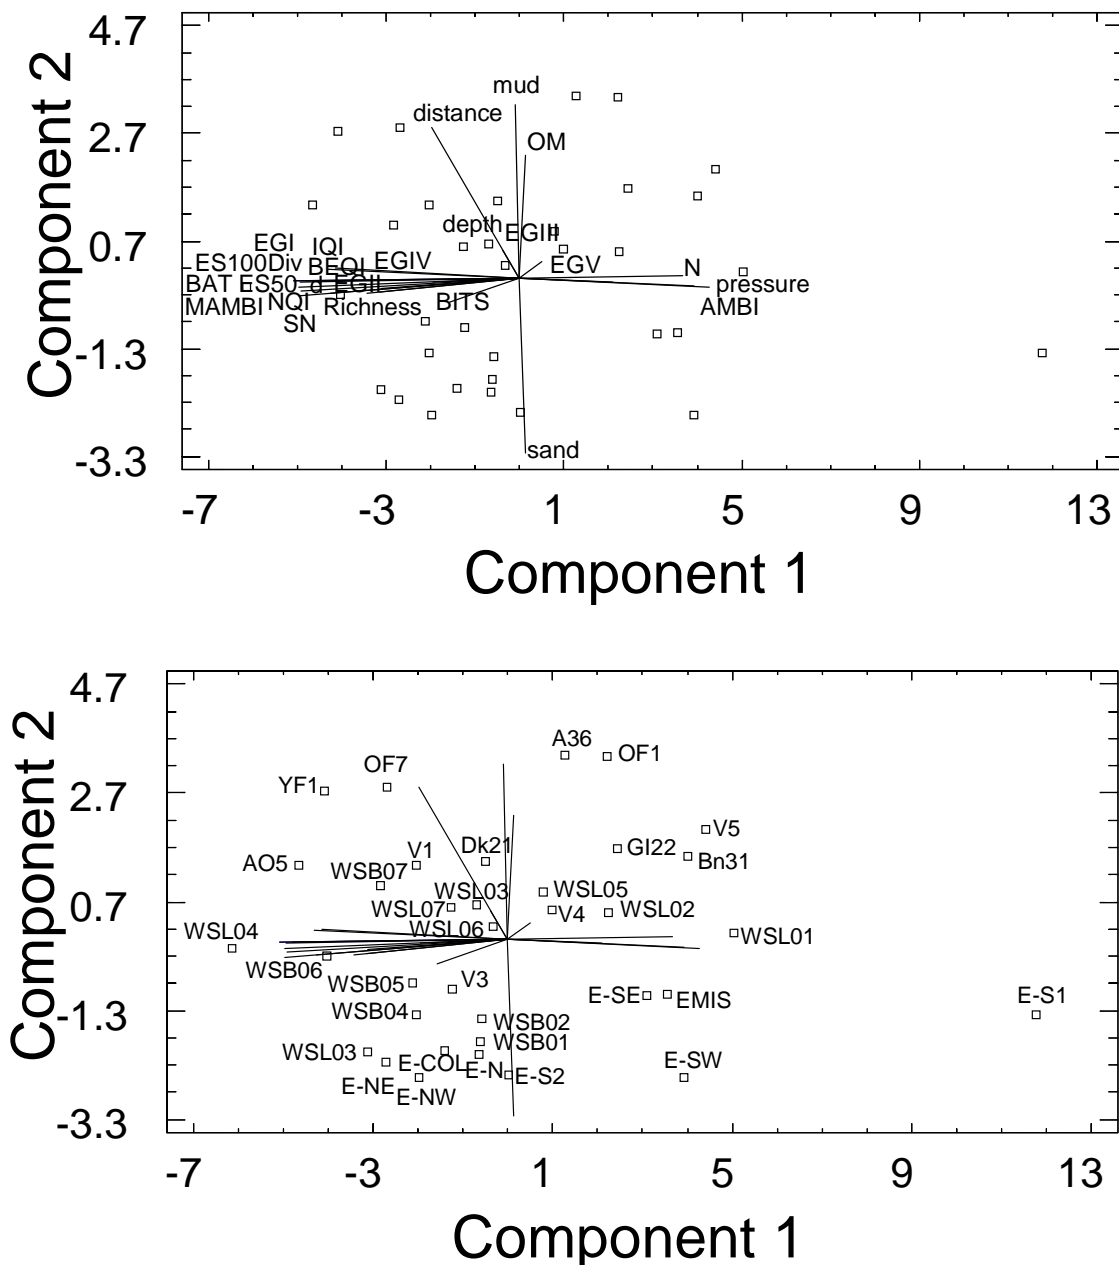 Component 2
4.7
2.7
0.7
-1.3
-3.3
mud
distance
OM
depth EGIII
EGI IQI
ES100Div BEQI EGIV EGV N
BAT ES50 d EGII pressure
MAMBI NQI Richness BITS AMBI
SN
sand
-7 -3 1 5 9 13
Component 1
Component 2
4.7
2.7
0.7
-1.3
-3.3
A36
OF1
OF7
YF1
V5
Dk21 GI22
V1 Bn31
AO5 WSB07
WSL03 WSL05
WSL07 V4 WSL02
WSL06
WSL04 WSL01
WSB06
WSB05 V3
E-SE EMIS E-S1
WSB04 WSB02
WSB01
WSL03 E-COL E-N E-SW
E-NE E-S2
E-NW
-7 -3 1 5 9 13
Component 1